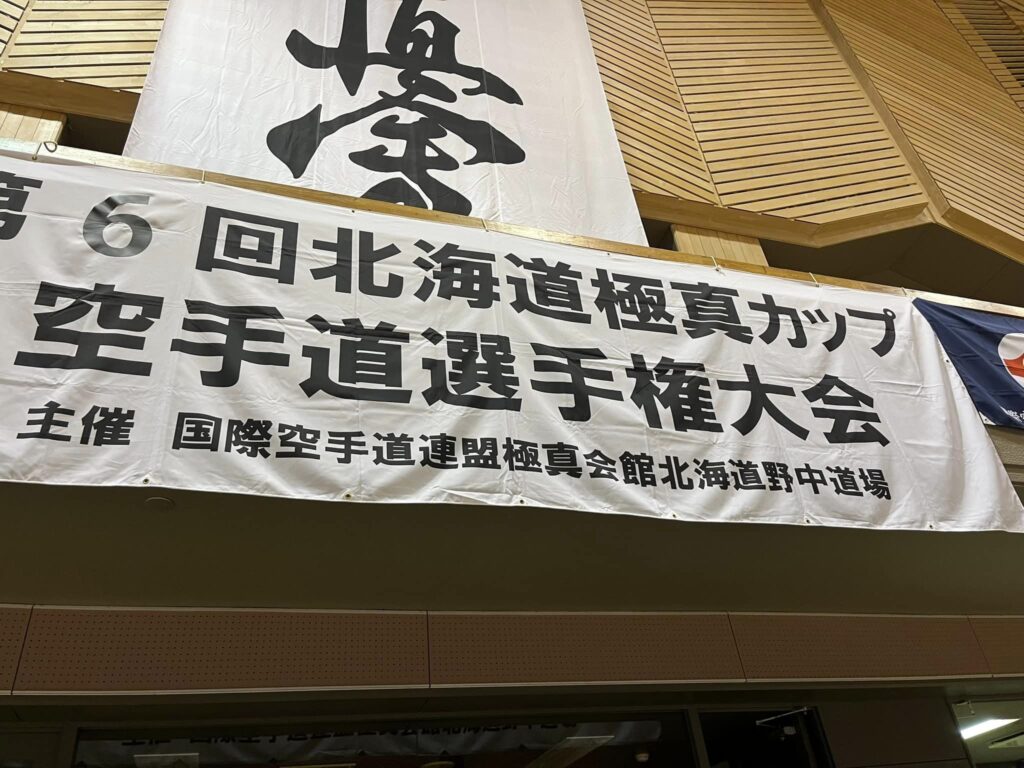 真会
第6回北海道極真カップ
空手道選手権大会
主催 国際空手道連盟極真会館北海道野中道場